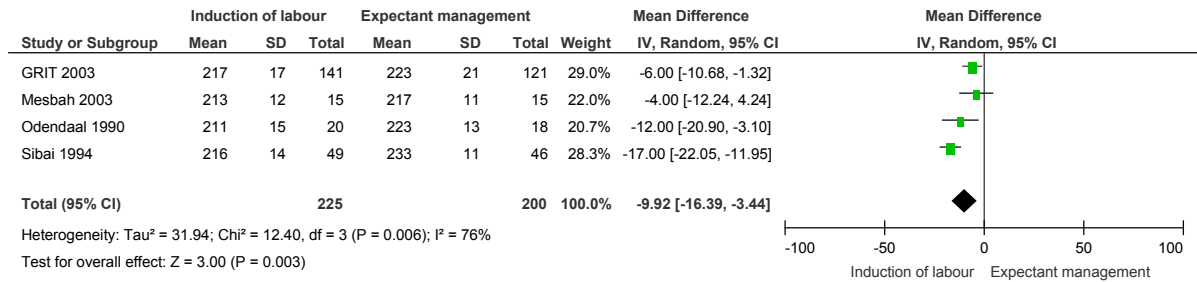 Induction of labour Expectant management Mean Difference Mean Difference
Study or Subgroup Mean SD Total Mean SD Total Weight IV, Random, 95% CI IV, Random, 95% CI
GRIT 2003 217 17 141 223 21 121 29.0% -6.00 [-10.68, -1.32]
Mesbah 2003 213 12 15 217 11 15 22.0% -4.00 [-12.24, 4.24]
Odendaal 1990 211 15 20 223 13 18 20.7% -12.00 [-20.90, -3.10]
Sibai 1994 216 14 49 233 11 46 28.3% -17.00 [-22.05, -11.95]
Total (95% CI) 225 200 100.0% -9.92 [-16.39, -3.44]
Heterogeneity: Tau² = 31.94; Chi² = 12.40, df = 3 (P = 0.006); I² = 76%
Test for overall effect: Z = 3.00 (P = 0.003)
-100 -50 0 50 100
Induction of labour Expectant management